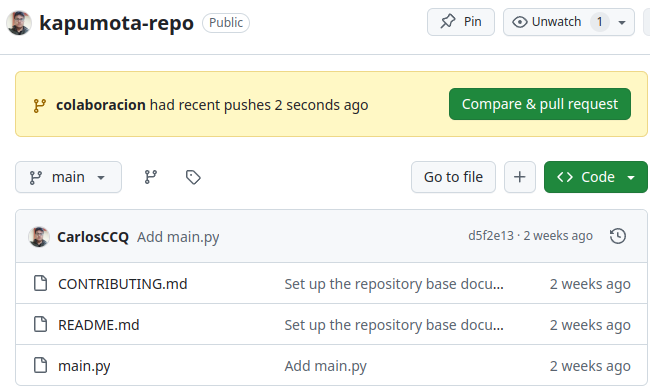 kapumota-repo Public Pin Unwatch 1
colaboracion had recent pushes 2 seconds ago Compare & pull request
main Go to file Code
CarlosCCQ Add main.py d5f2e13 · 2 weeks ago
CONTRIBUTING.md Set up the repository base docu... 2 weeks ago
README.md Set up the repository base docu... 2 weeks ago
main.py Add main.py 2 weeks ago